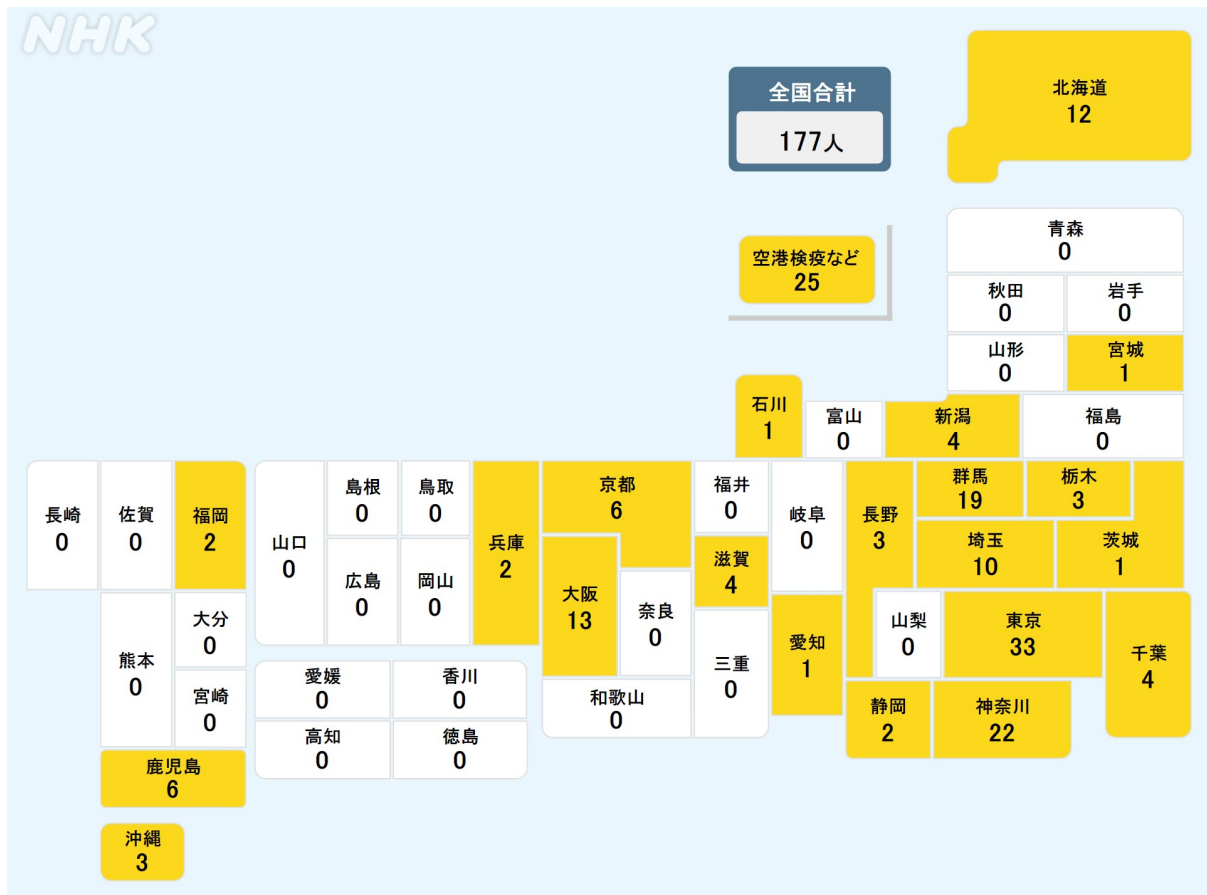 NHK
全国合計
177人
北海道
12
空港検疫など
25
青森
0
秋田
0
岩手
0
山形
0
宮城
1
石川
1
富山
0
新潟
4
福島
0
長崎
0
佐賀
0
福岡
2
山口
0
島根
0
鳥取
0
兵庫
2
京都
6
福井
0
岐阜
0
長野
3
群馬
19
栃木
3
広島
0
岡山
0
大阪
13
滋賀
4
埼玉
10
茨城
1
熊本
0
大分
0
奈良
0
三重
0
愛知
1
山梨
0
東京
33
千葉
4
宮崎
0
愛媛
0
香川
0
和歌山
0
静岡
2
神奈川
22
高知
0
徳島
0
鹿児島
6
沖縄
3